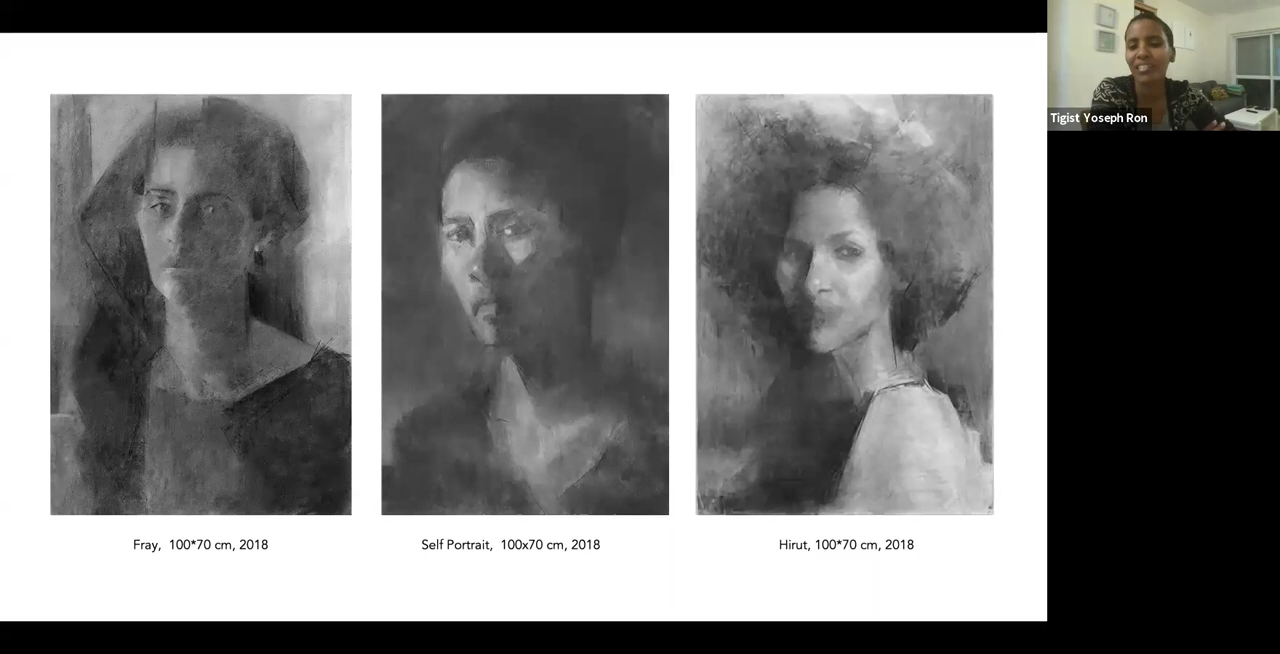 Tigist Yoseph Ron
Fray,  100*70 cm, 2018
Self Portrait,  100x70 cm, 2018
Hirut, 100*70 cm, 2018